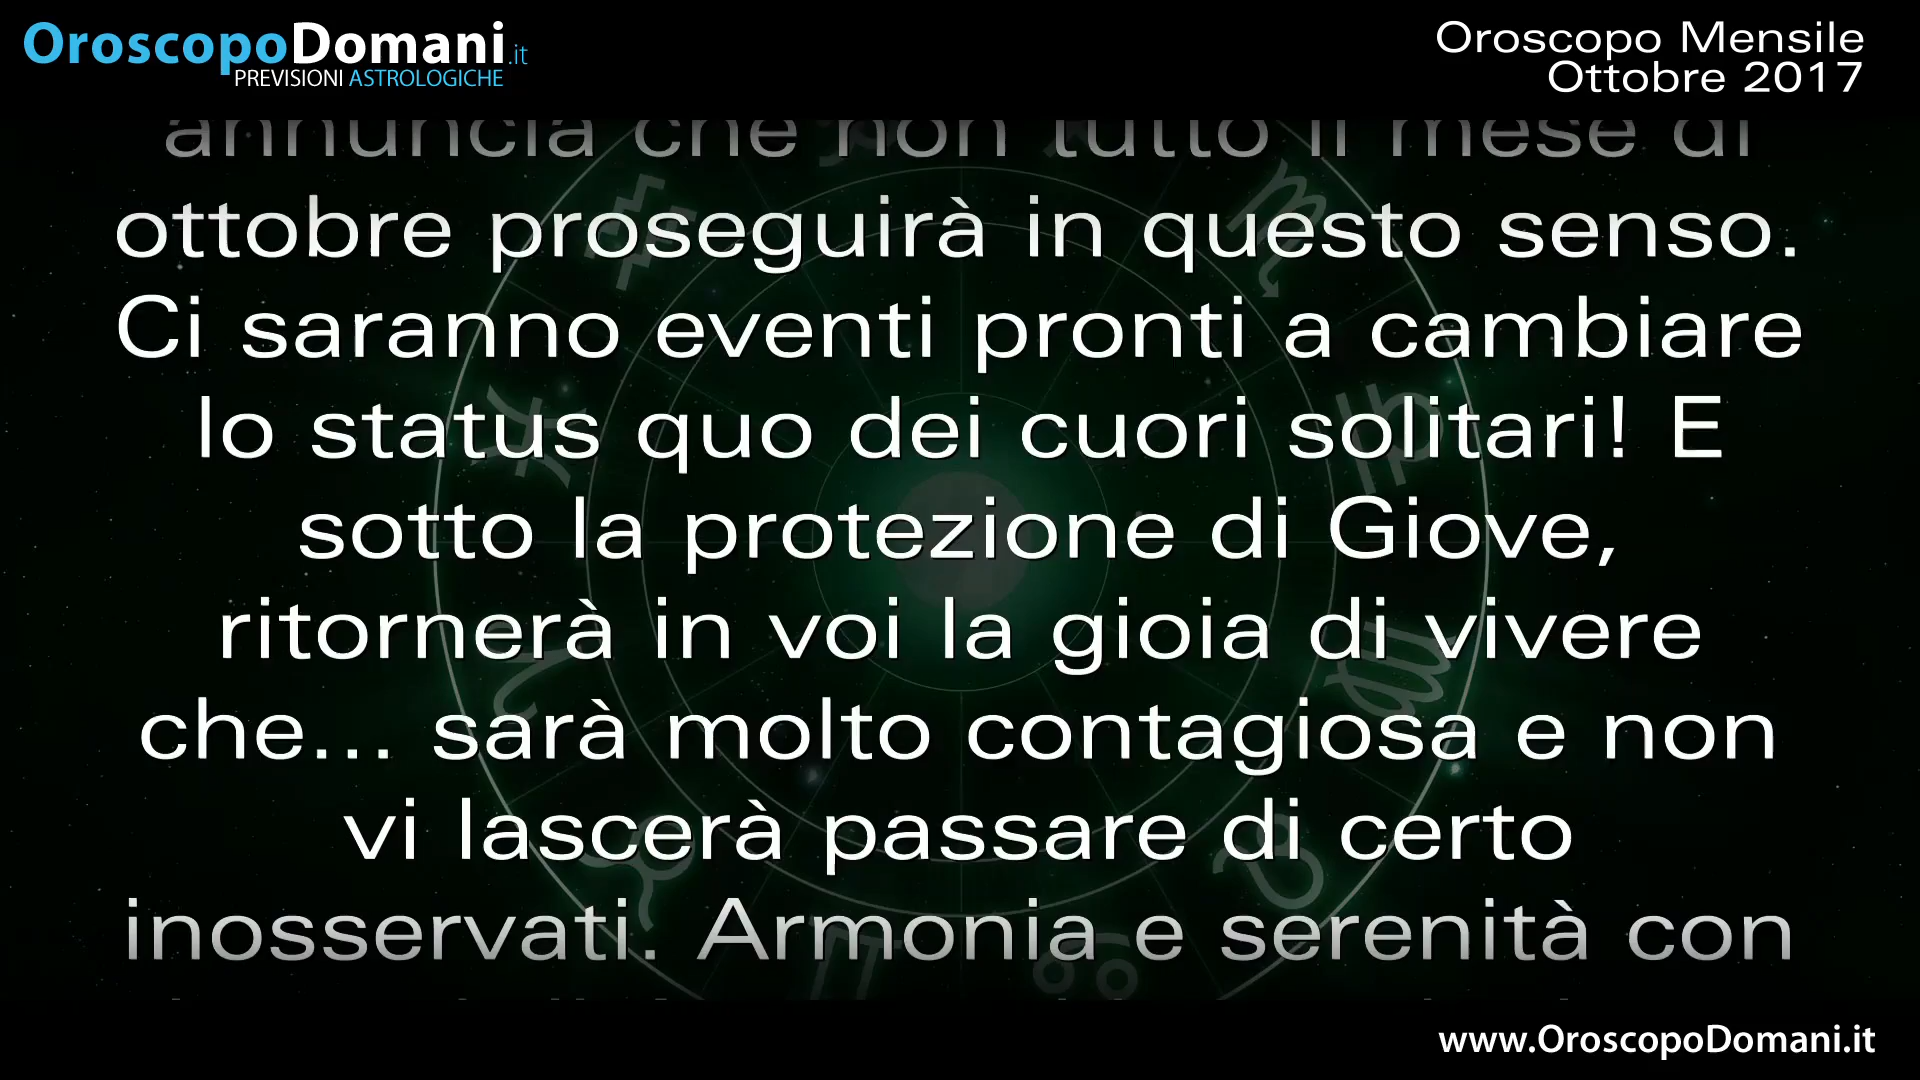 OroscopoDomani.it
PREVISIONI ASTROLOGICHE
Oroscopo Mensile
Ottobre 2017
annuncia che non tutto il mese di
ottobre proseguirà in questo senso.
Ci saranno eventi pronti a cambiare
lo status quo dei cuori solitari! E
sotto la protezione di Giove,
ritornerà in voi la gioia di vivere
che... sarà molto contagiosa e non
vi lascerà passare di certo
inosservati. Armonia e serenità con
www.OroscopoDomani.it